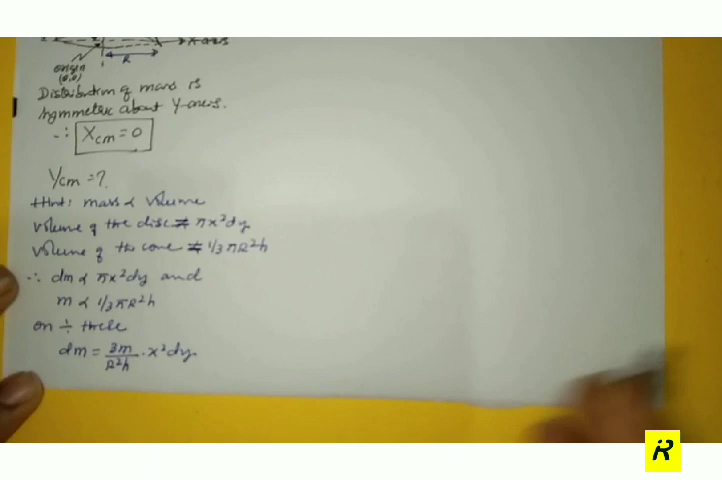 X-axis
R
origin
(0,0)
Distribution of mass is
symmetric about Y-axis.
∴ Xcm = 0
Ycm = ?
Hint: mass ∝ volume
volume of the disc = πx²dy
volume of the cone = 1/3 πR²h
∴ dm ∝ πx²dy and
m ∝ 1/3 πR²h
on ÷ these
dm = 3m/R²h · x²dy.
R